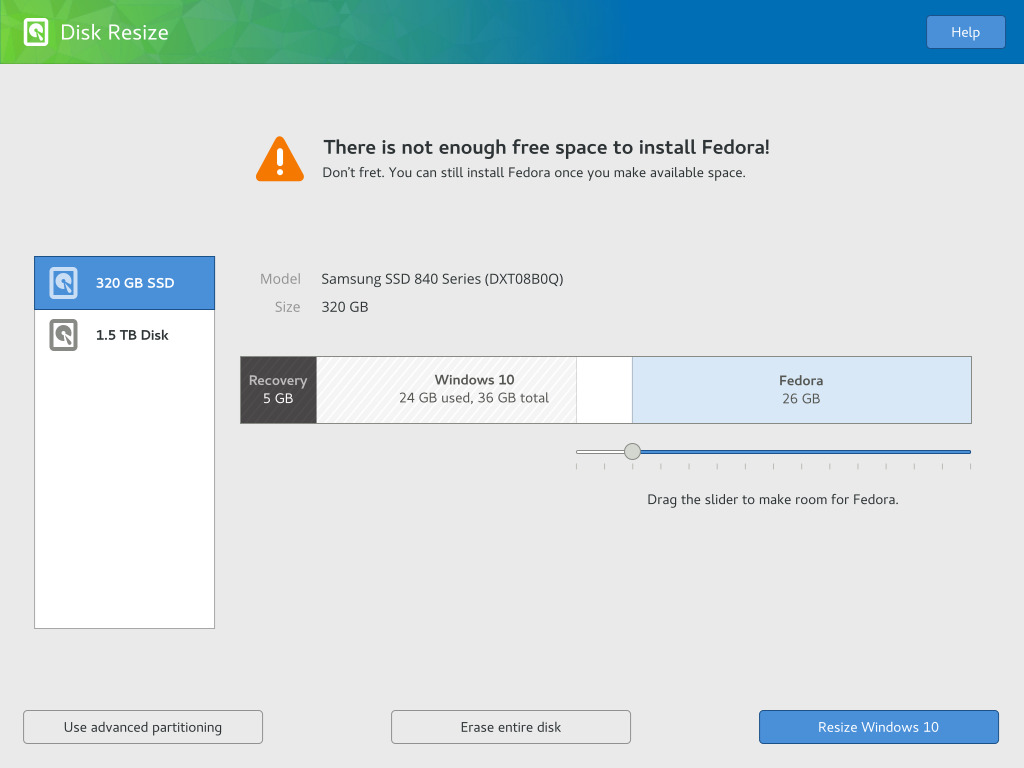 Disk Resize
Help
There is not enough free space to install Fedora!
Don't fret. You can still install Fedora once you make available space.
320 GB SSD
1.5 TB Disk
Model Samsung SSD 840 Series (DXT08B0Q)
Size 320 GB
Recovery
5 GB
Windows 10
24 GB used, 36 GB total
Fedora
26 GB
Drag the slider to make room for Fedora.
Use advanced partitioning
Erase entire disk
Resize Windows 10